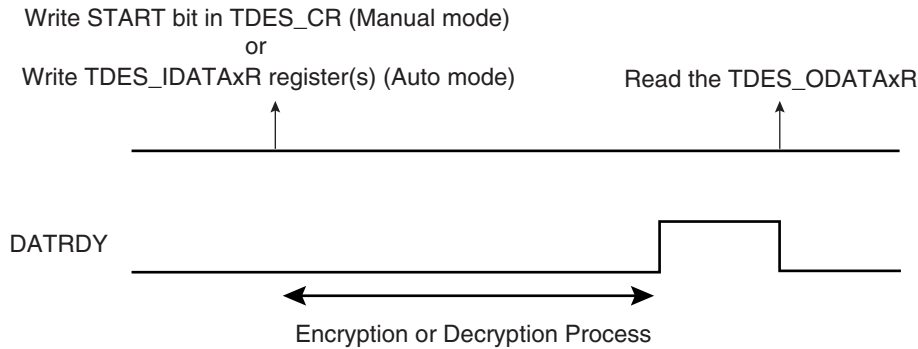 Write START bit in TDES_CR (Manual mode)
or
Write TDES_IDATAxR register(s) (Auto mode)
Read the TDES_ODATAxR
DATRDY
Encryption or Decryption Process